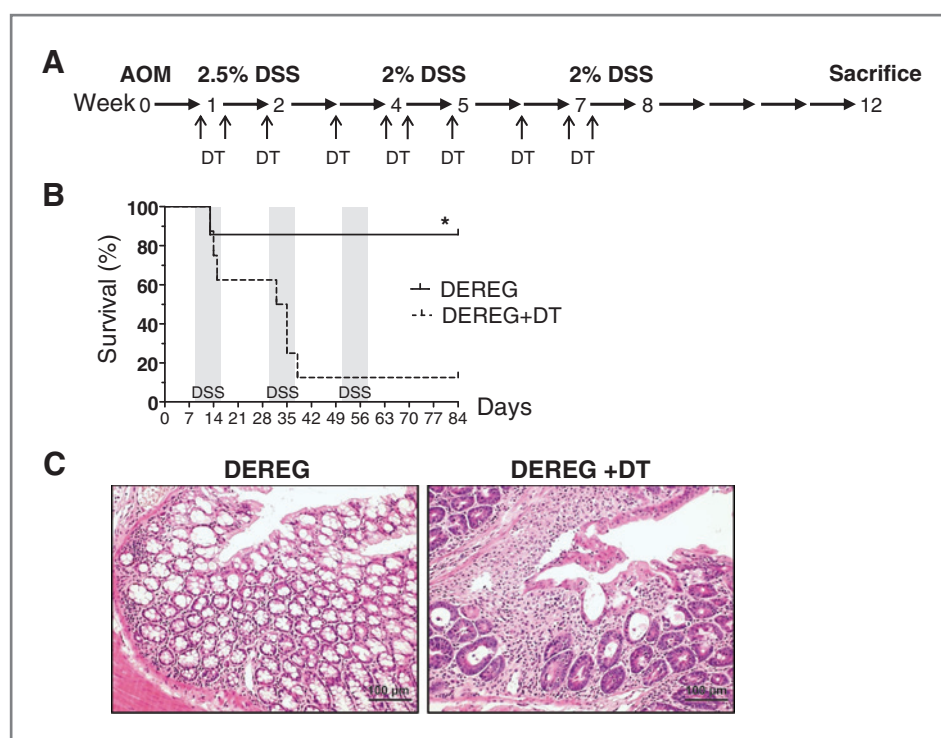 A
AOM 2.5% DSS 2% DSS 2% DSS Sacrifice
Week 0 1 2 4 5 7 8 12
DT DT DT DT DT DT DT
B
Survival (%)
100
80
60
40
20
0
DSS DSS DSS
0 7 14 21 28 35 42 49 56 63 70 77 84 Days
*
DEREG
DEREG+DT
C
DEREG DEREG +DT
100 μm 100 μm